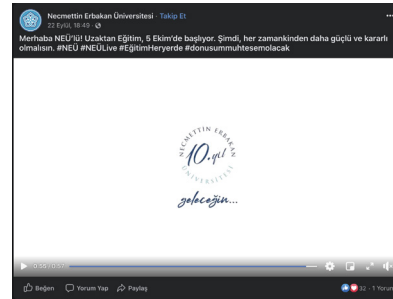 Necmettin Erbakan Üniversitesi · Takip Et
22 Eylül, 18:49
Merhaba NEÜ'lü! Uzaktan Eğitim, 5 Ekim'de başlıyor. Şimdi, her zamankinden daha güçlü ve kararlı
olmalısın. #NEÜ #NEÜLive #EğitimHeryerde #donusummuhtesemolacak
NECMETTİN ERBAKAN
10.yıl
ÜNİVERSİTESİ
geleceğin...
Beğen Yorum Yap Paylaş
32 · 1 Yorum